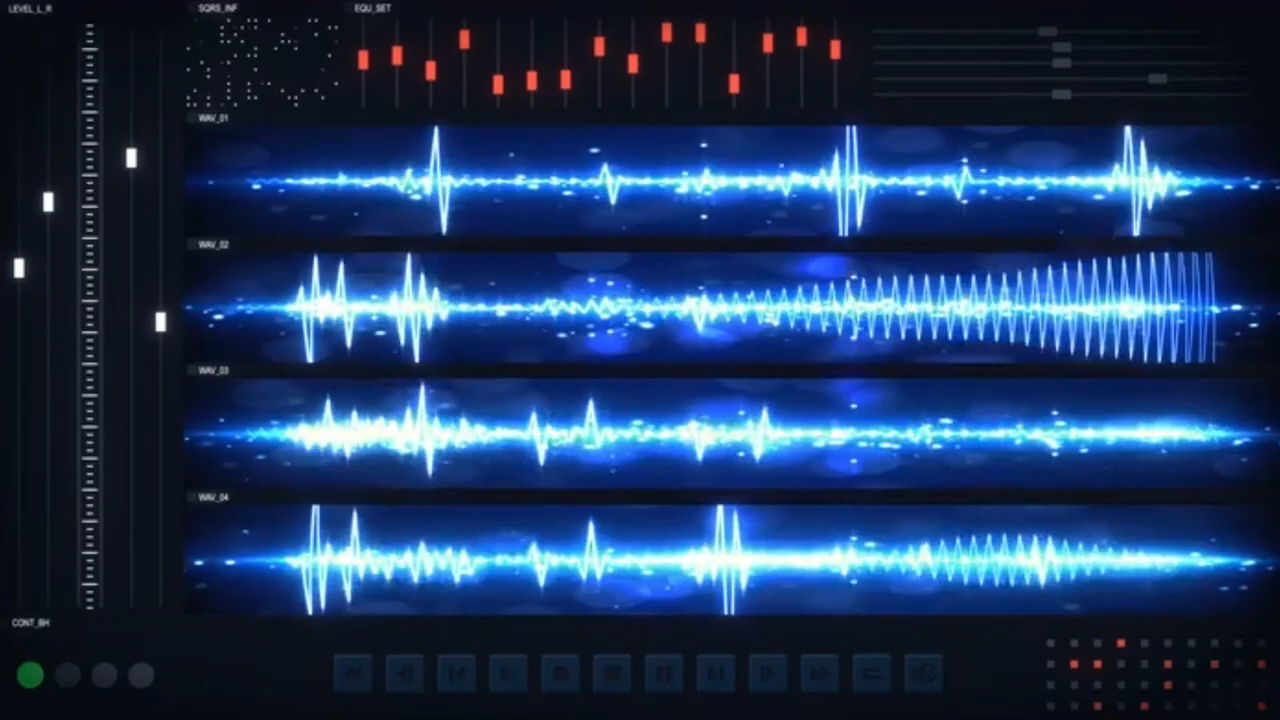 LEVEL_L_R
SQRS_INF
EQU_SET
WAV_01
WAV_02
WAV_03
WAV_04
CONT_BH